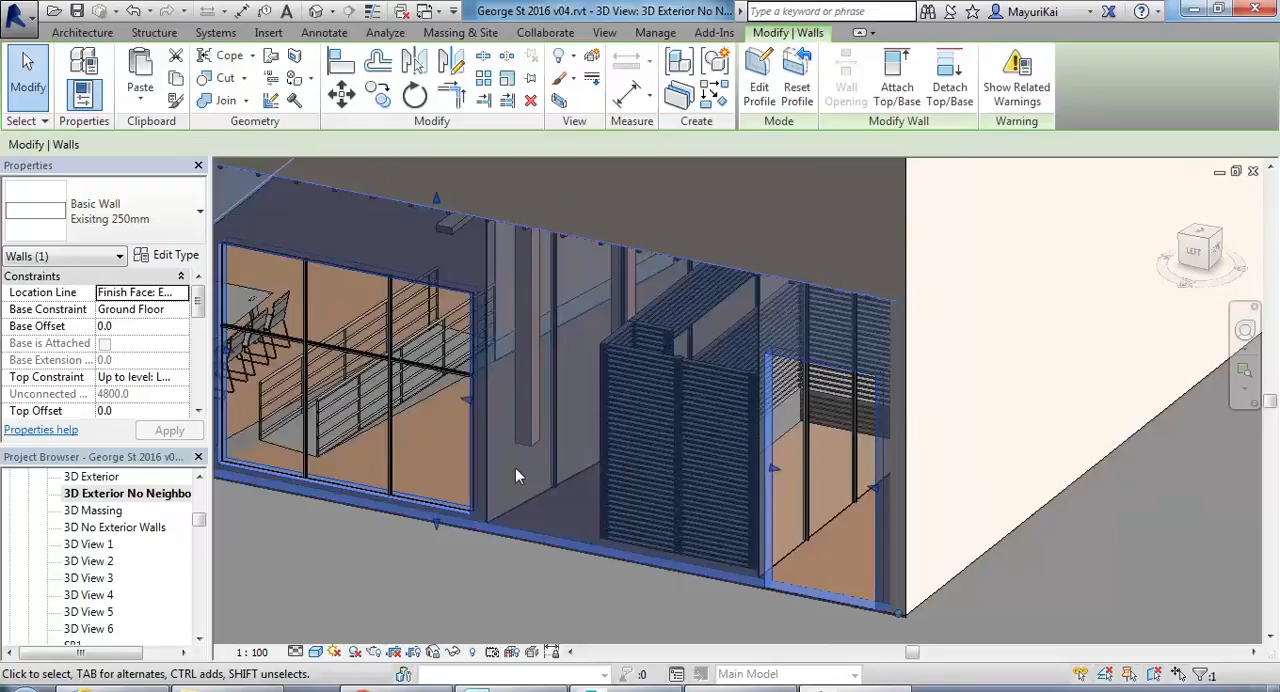 George St 2016 v04.rvt - 3D View: 3D Exterior No N...
Type a keyword or phrase
MayuriKai
Architecture Structure Systems Insert Annotate Analyze Massing & Site Collaborate View Manage Add-Ins Modify | Walls
Modify
Paste
Cope
Cut
Join
Edit Profile
Reset Profile
Wall Opening
Attach Top/Base
Detach Top/Base
Show Related Warnings
Select Properties Clipboard Geometry Modify View Measure Create Mode Modify Wall Warning
Modify | Walls
Properties
Basic Wall
Exisitng 250mm
Walls (1)
Edit Type
Constraints
Location Line Finish Face: E...
Base Constraint Ground Floor
Base Offset 0.0
Base is Attached
Base Extension ... 0.0
Top Constraint Up to level: L...
Unconnected ... 4800.0
Top Offset 0.0
Properties help Apply
Project Browser - George St 2016 v0...
3D Exterior
3D Exterior No Neighbo
3D Massing
3D No Exterior Walls
3D View 1
3D View 2
3D View 3
3D View 4
3D View 5
3D View 6
LEFT
1 : 100
Click to select, TAB for alternates, CTRL adds, SHIFT unselects.
:0
Main Model
:1